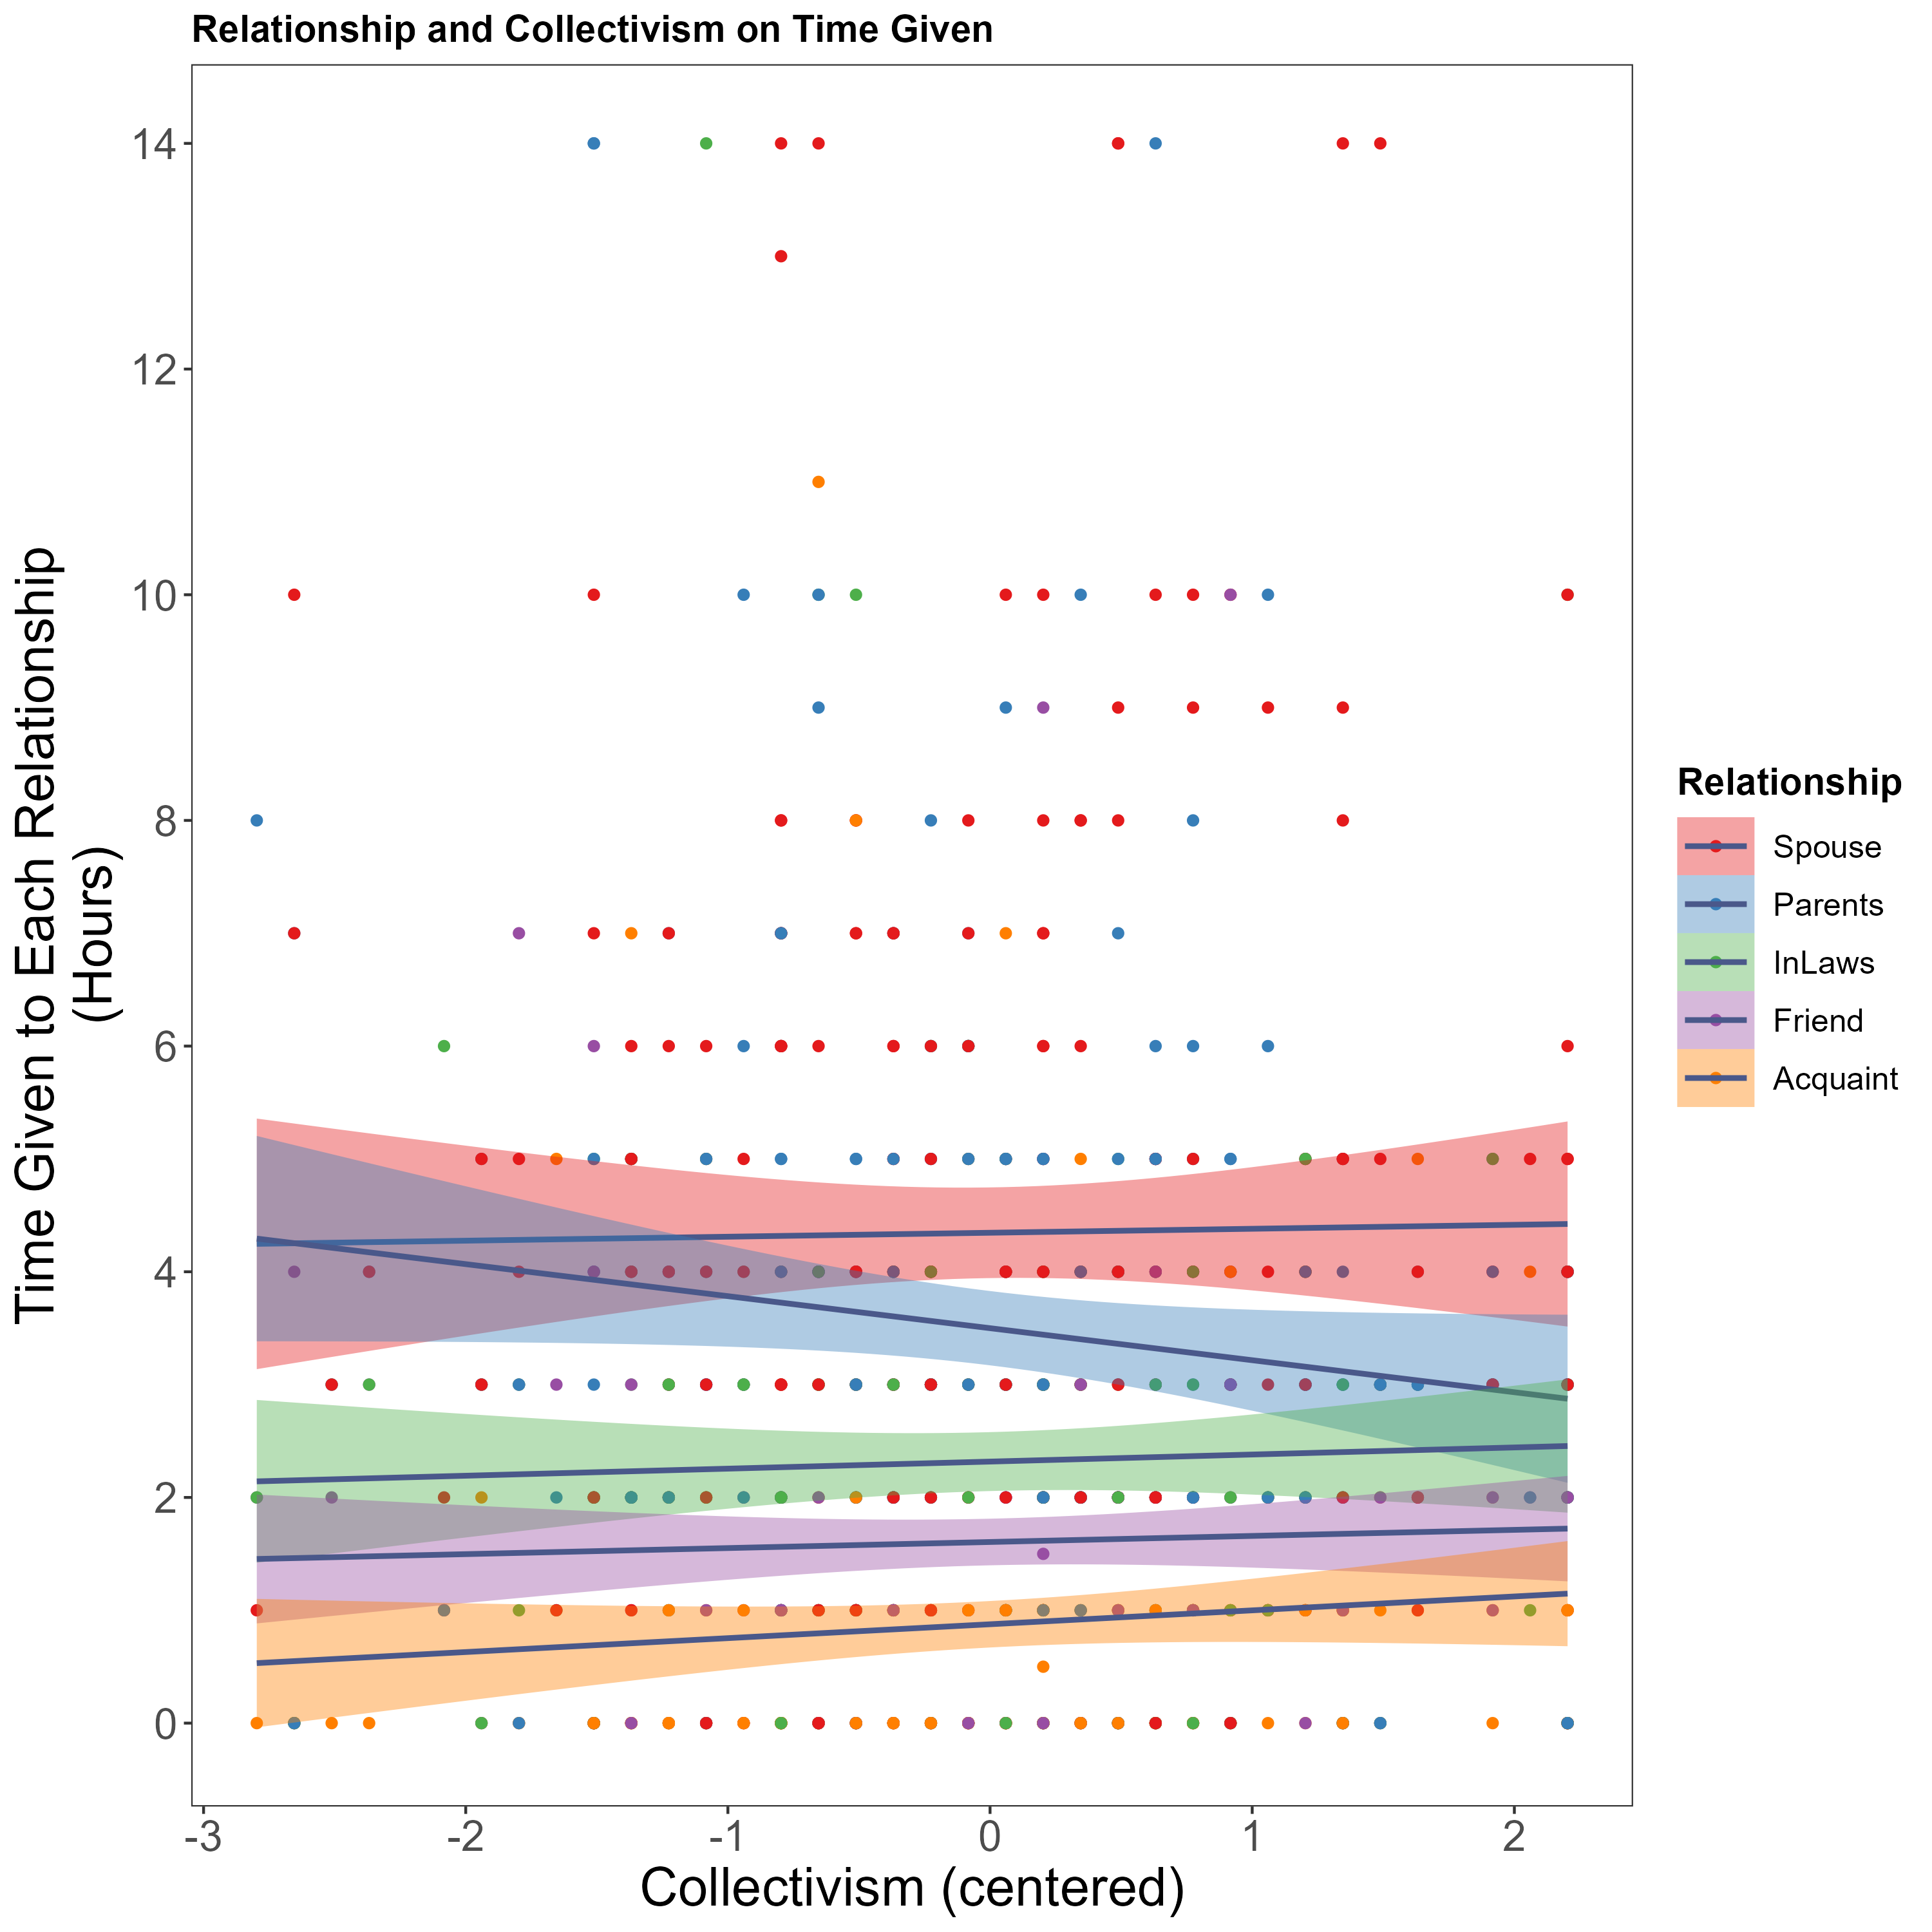 Relationship and Collectivism on Time Given
Time Given to Each Relationship
(Hours)
14
12
10
8
6
4
2
0
-3
-2
-1
0
1
2
Collectivism (centered)
Relationship
Spouse
Parents
InLaws
Friend
Acquaint